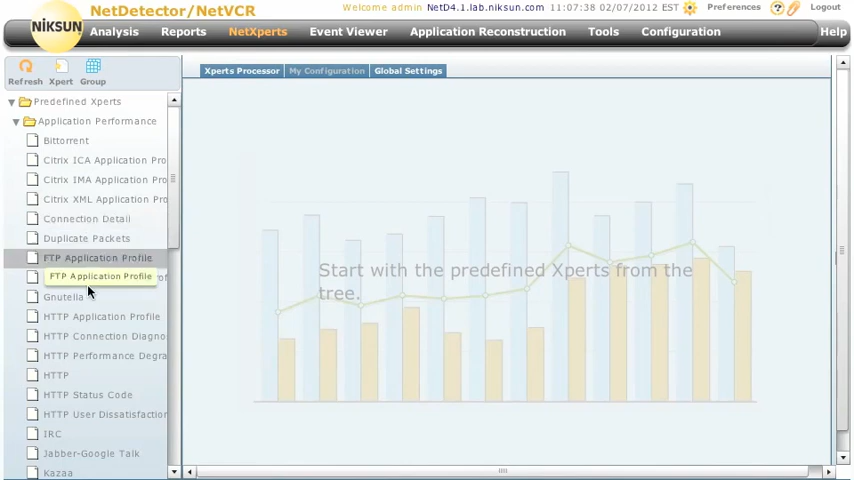 NetDetector/NetVCR
NIKSUN
Welcome admin NetD4.1.lab.niksun.com 11:07:38 02/07/2012 EST Preferences Logout
Analysis Reports NetXperts Event Viewer Application Reconstruction Tools Configuration Help
Refresh Xpert Group
Xperts Processor My Configuration Global Settings
Predefined Xperts
Application Performance
Bittorrent
Citrix ICA Application Pro
Citrix IMA Application Pro
Citrix XML Application Pro
Connection Detail
Duplicate Packets
FTP Application Profile
FTP Application Profile
Gnutella
HTTP Application Profile
HTTP Connection Diagno
HTTP Performance Degra
HTTP
HTTP Status Code
HTTP User Dissatisfaction
IRC
Jabber-Google Talk
Kazaa
Start with the predefined Xperts from the
tree.